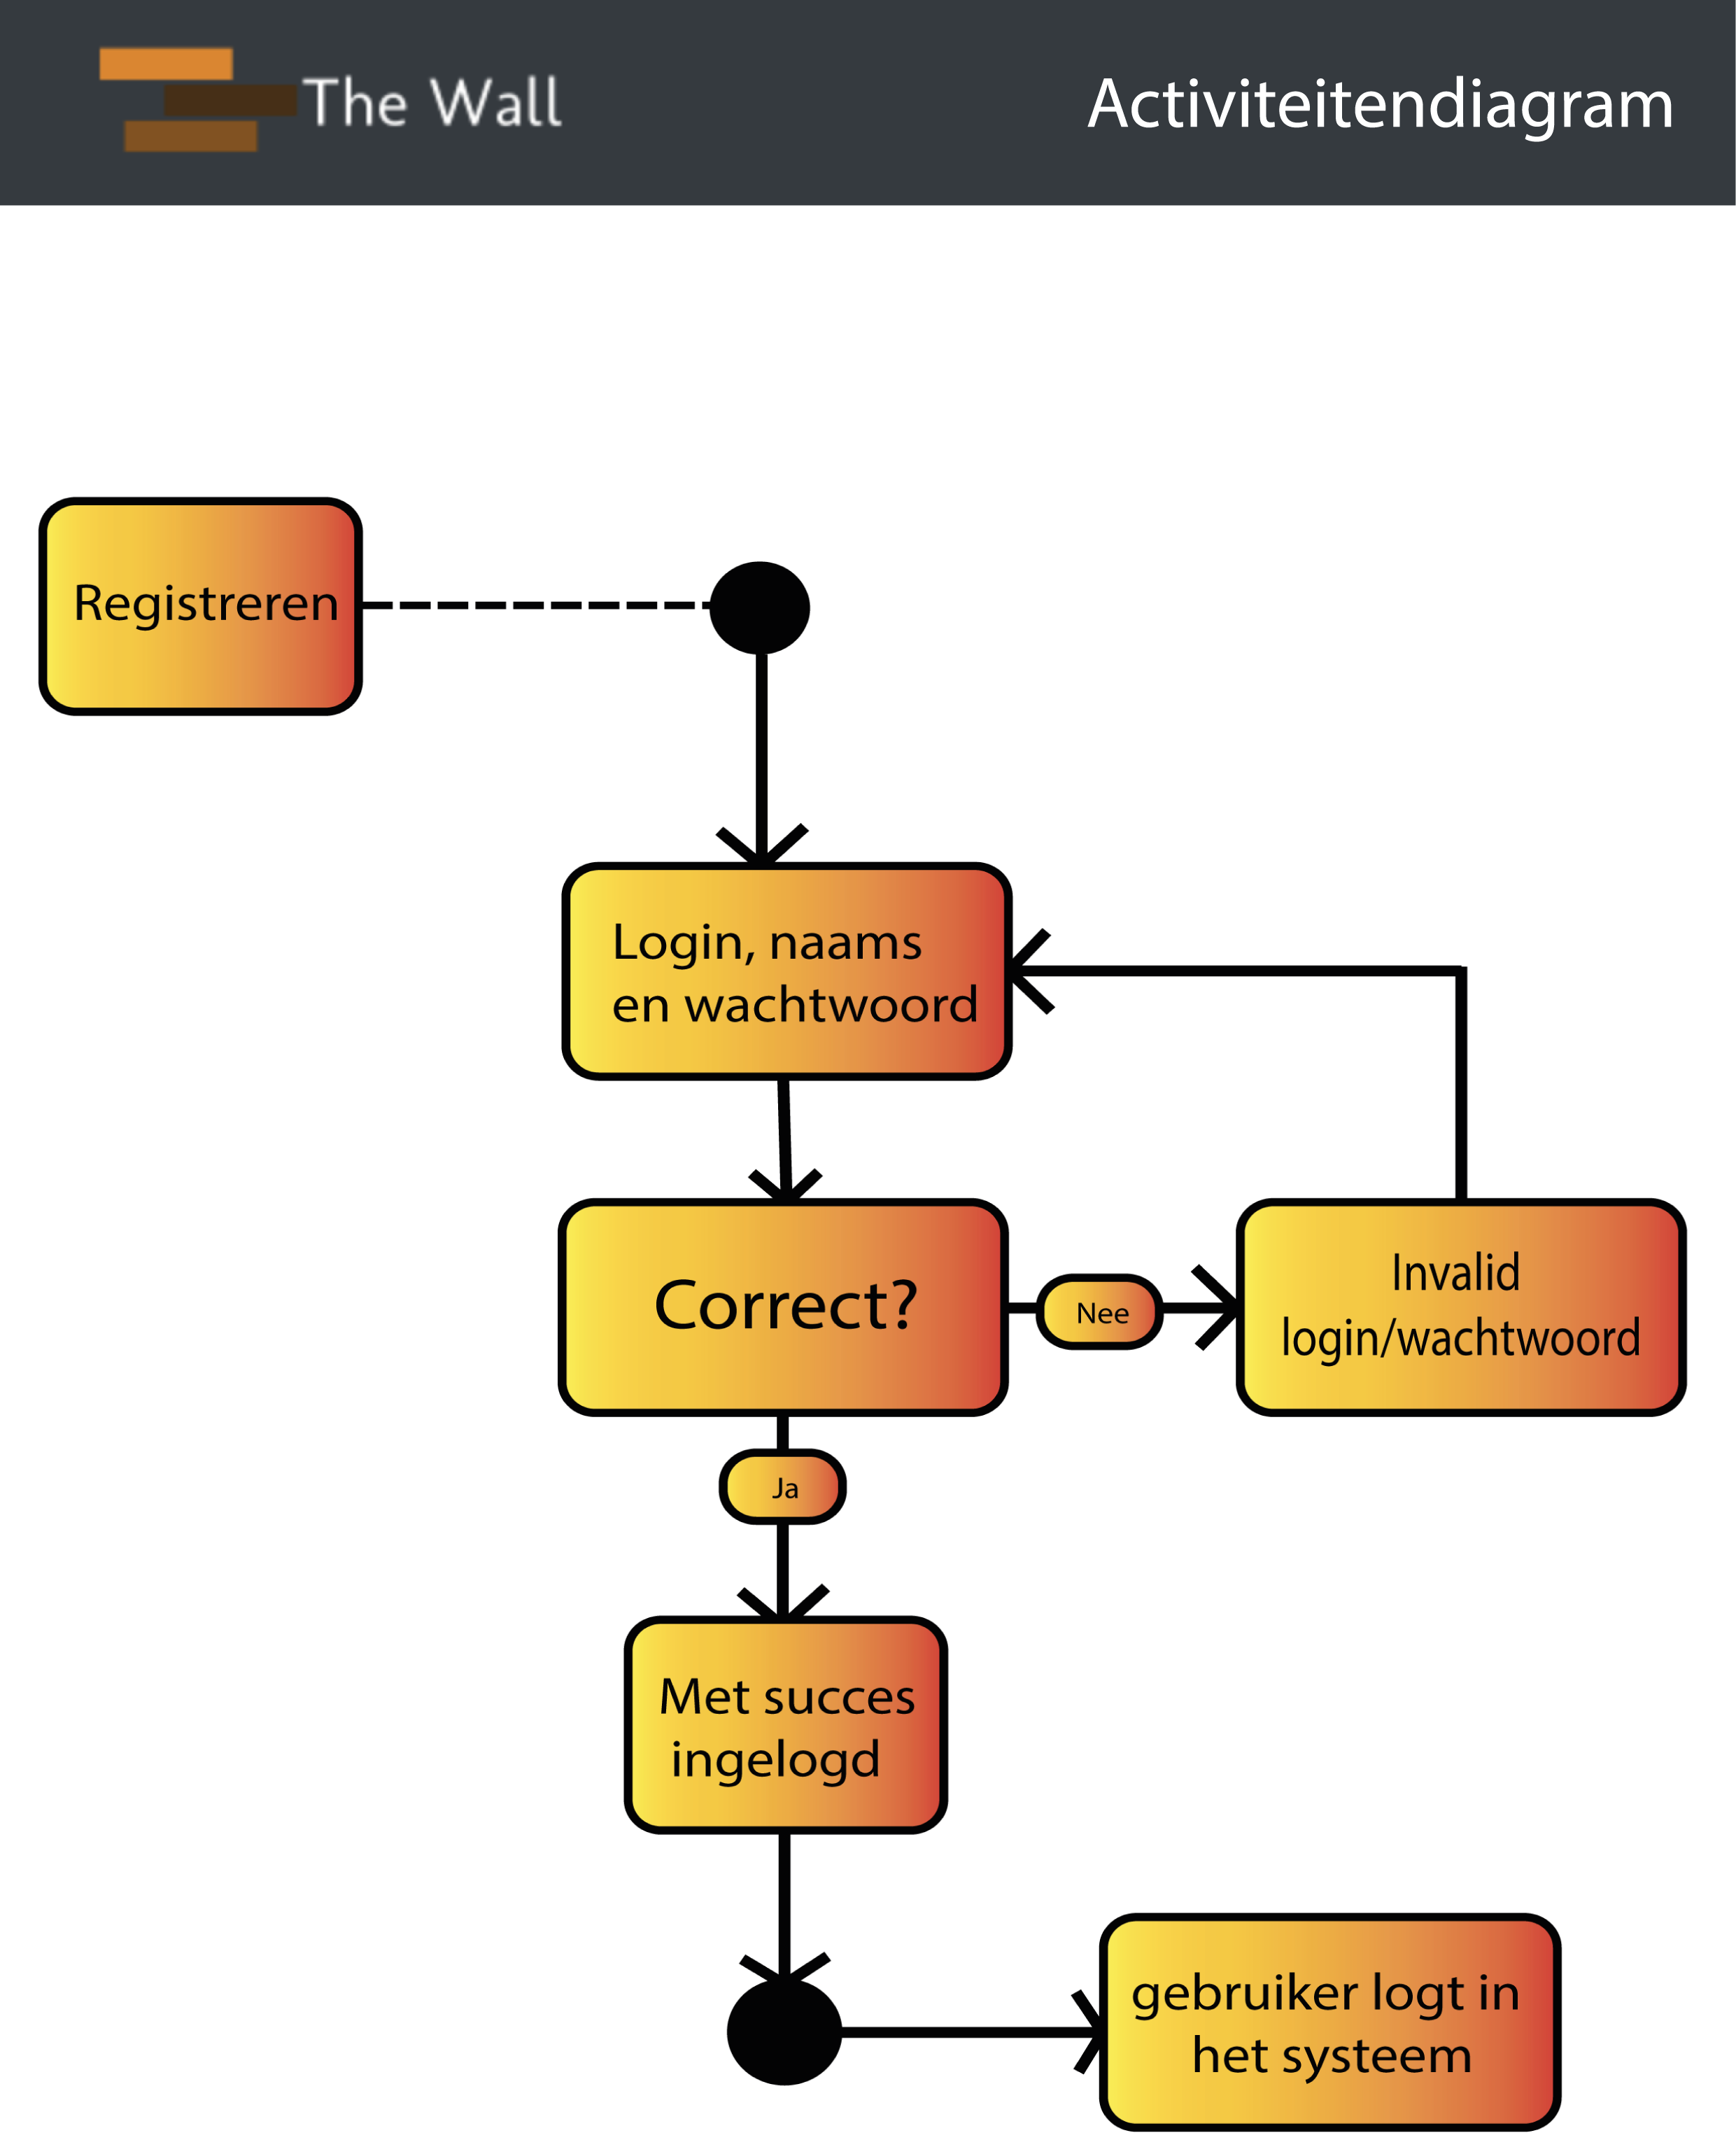 The Wall
Activiteitendiagram
Registreren
Login, naams
en wachtwoord
Correct?
Nee
Invalid
login/wachtwoord
Ja
Met succes
ingelogd
gebruiker logt in
het systeem